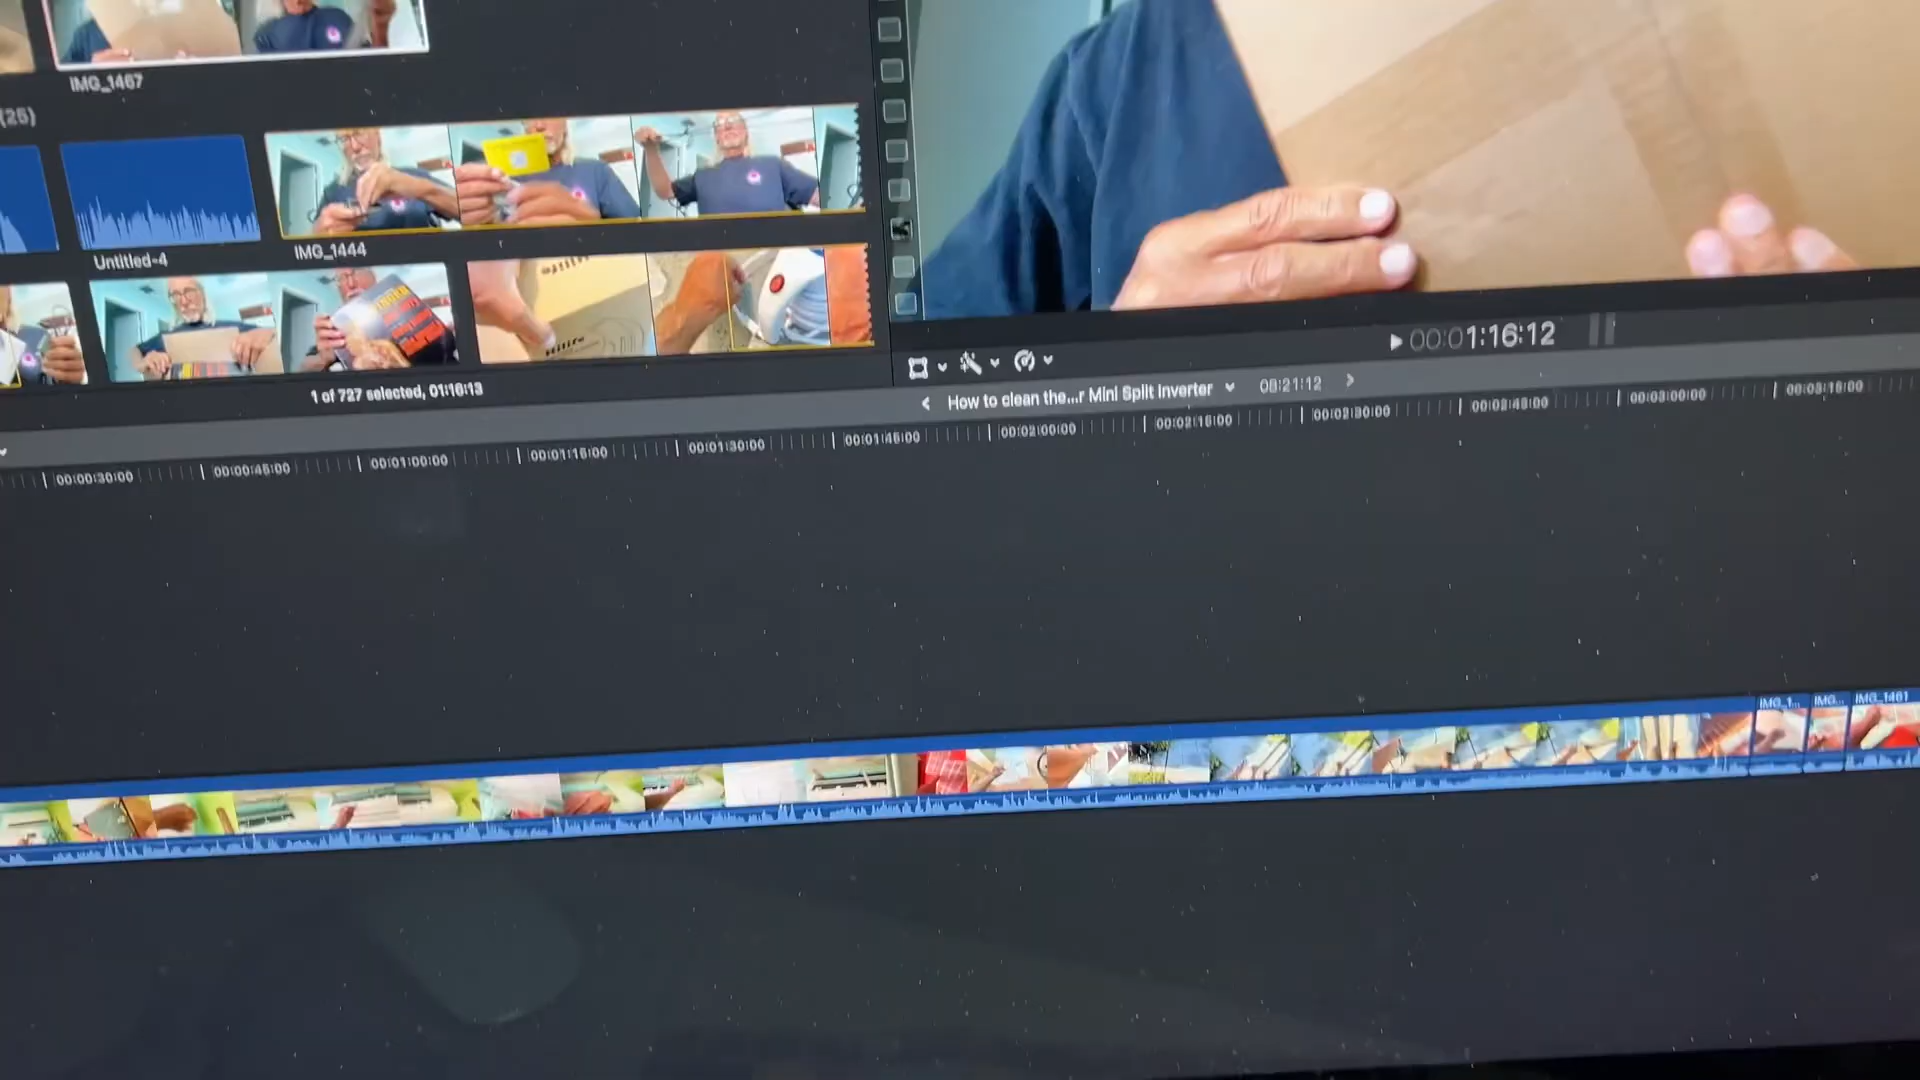 IMG_1467
(25)
Untitled-4
IMG_1444
1 of 727 selected, 01:16:13
00:01:16:12
How to clean the...r Mini Split Inverter
08:21:12
00:00:30:00
00:00:45:00
00:01:00:00
00:01:15:00
00:01:30:00
00:01:45:00
00:02:00:00
00:02:15:00
00:02:30:00
00:02:45:00
00:03:00:00
00:03:15:00
IMG_1...
IMG...
IMG_1461